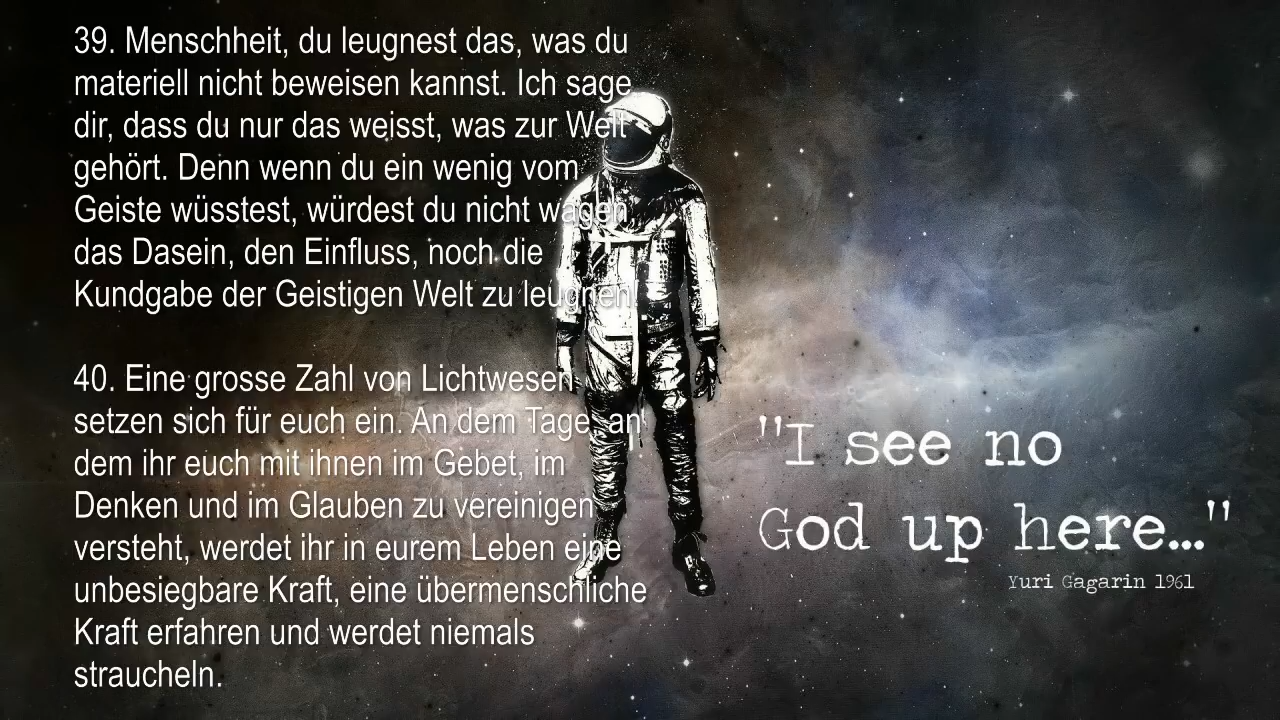 39. Menschheit, du leugnest das, was du
materiell nicht beweisen kannst. Ich sage
dir, dass du nur das weisst, was zur Welt
gehört. Denn wenn du ein wenig vom
Geiste wüsstest, würdest du nicht wagen,
das Dasein, den Einfluss, noch die
Kundgabe der Geistigen Welt zu leugnen.
40. Eine grosse Zahl von Lichtwesen
setzen sich für euch ein. An dem Tage, an
dem ihr euch mit ihnen im Gebet, im
Denken und im Glauben zu vereinigen
versteht, werdet ihr in eurem Leben eine
unbesiegbare Kraft, eine übermenschliche
Kraft erfahren und werdet niemals
straucheln.
"I see no
God up here..."
Yuri Gagarin 1961